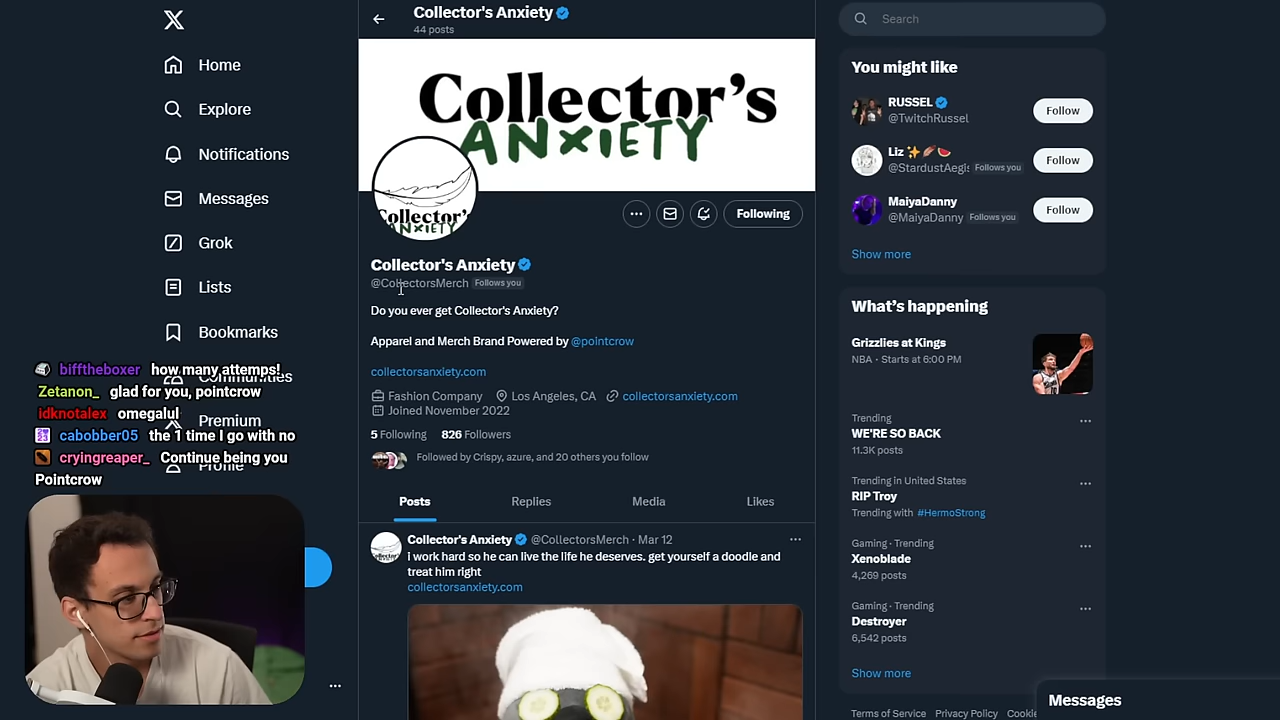 Home
Explore
Notifications
Messages
Grok
Lists
Bookmarks
Communities
Premium
Profile
bifftheboxer how many attemps!
Zetanon_ glad for you, pointcrow
idknotalex omegalul
cabobber05 the 1 time I go with no
cryingreaper_ Continue being you
Pointcrow
Collector's Anxiety
44 posts
Collector's
ANXIETY
Collector's
ANXIETY
Following
Collector's Anxiety
@CollectorsMerch Follows you
Do you ever get Collector's Anxiety?
Apparel and Merch Brand Powered by @pointcrow
collectorsanxiety.com
Fashion Company Los Angeles, CA collectorsanxiety.com
Joined November 2022
5 Following 826 Followers
Followed by Crispy, azure, and 20 others you follow
Posts Replies Media Likes
Collector's Anxiety @CollectorsMerch · Mar 12
i work hard so he can live the life he deserves. get yourself a doodle and
treat him right
collectorsanxiety.com
Search
You might like
RUSSEL
@TwitchRussel
Follow
Liz
@StardustAegis Follows you
Follow
MaiyaDanny
@MaiyaDanny Follows you
Follow
Show more
What's happening
Grizzlies at Kings
NBA · Starts at 6:00 PM
Trending
WE'RE SO BACK
11.3K posts
Trending in United States
RIP Troy
Trending with #HermoStrong
Gaming · Trending
Xenoblade
4,269 posts
Gaming · Trending
Destroyer
6,542 posts
Show more
Terms of Service Privacy Policy Cookie
Messages